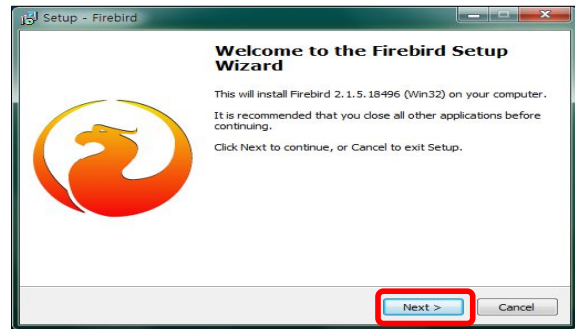 Setup - Firebird
Welcome to the Firebird Setup
Wizard
This will install Firebird 2.1.5.18496 (Win32) on your computer.
It is recommended that you close all other applications before
continuing.
Click Next to continue, or Cancel to exit Setup.
Next >
Cancel